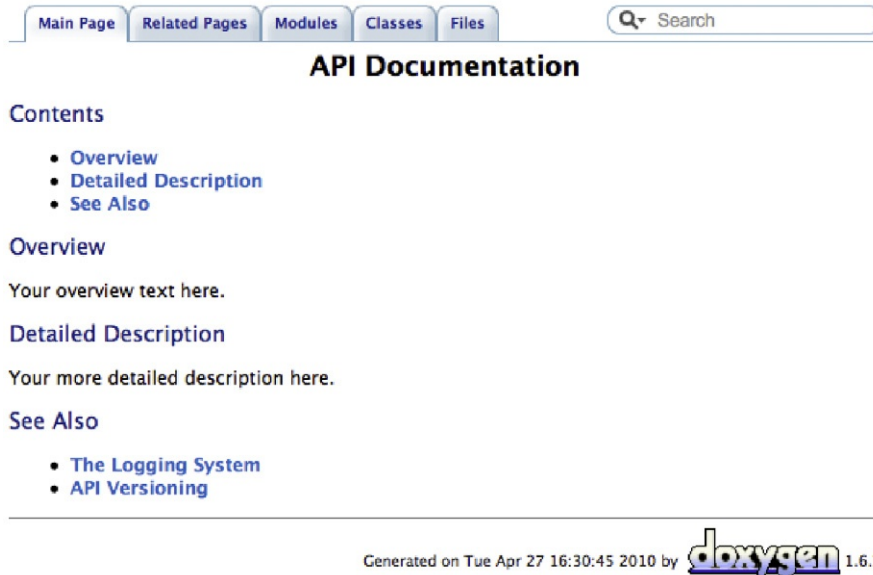 Main Page Related Pages Modules Classes Files Search
API Documentation
Contents
• Overview
• Detailed Description
• See Also
Overview
Your overview text here.
Detailed Description
Your more detailed description here.
See Also
• The Logging System
• API Versioning
Generated on Tue Apr 27 16:30:45 2010 by doxygen 1.6.